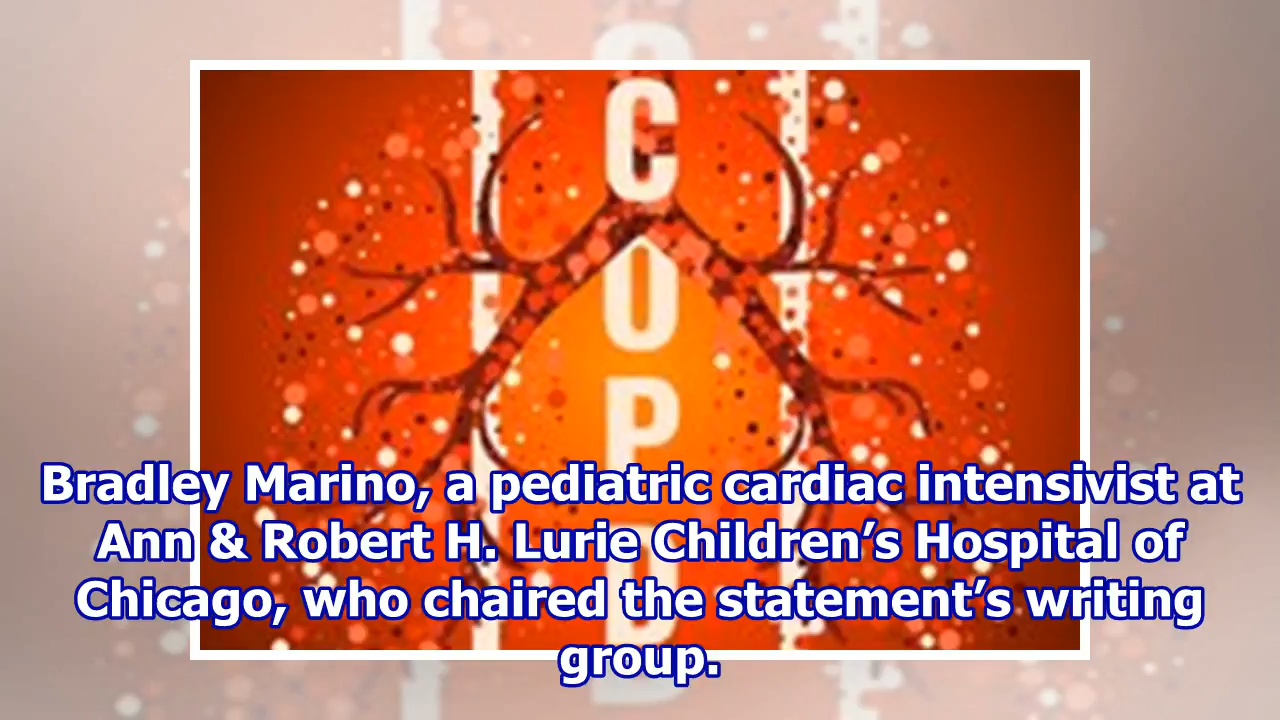 C
O
P
D
Bradley Marino, a pediatric cardiac intensivist at
Ann & Robert H. Lurie Children’s Hospital of
Chicago, who chaired the statement’s writing
group.